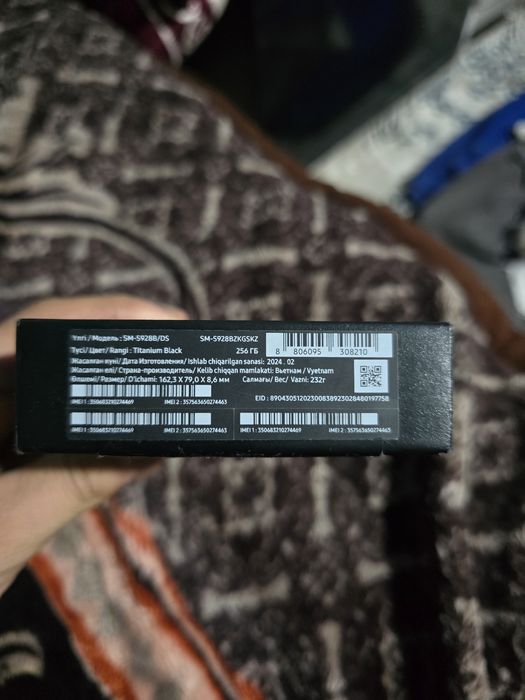 Үлгі / Модель : SM-S928B/DS SM-S928BZKGSKZ
Түсі / Цвет / Rangi : Titanium Black 256 ГБ
8 806095 308210
Жасалған күні / Дата Изготовления / Ishlab chiqarilgan sanasi: 2024 . 02
Жасалған елі / Страна-производитель / Kelib chiqqan mamlakati: Вьетнам / Vyetnam
Өлшемі / Размер / O'lchami: 162,3 X 79,0 X 8,6 мм Салмағы / Вес / Vazni: 232г
EID : 89043051202300838923028480197758
IMEI 1 : 350683210274469 IMEI 2 : 357563650274463
IMEI 1 : 350683210274469 IMEI 2 : 357563650274463
IMEI 1 : 350683210274469 IMEI 2 : 357563650274463